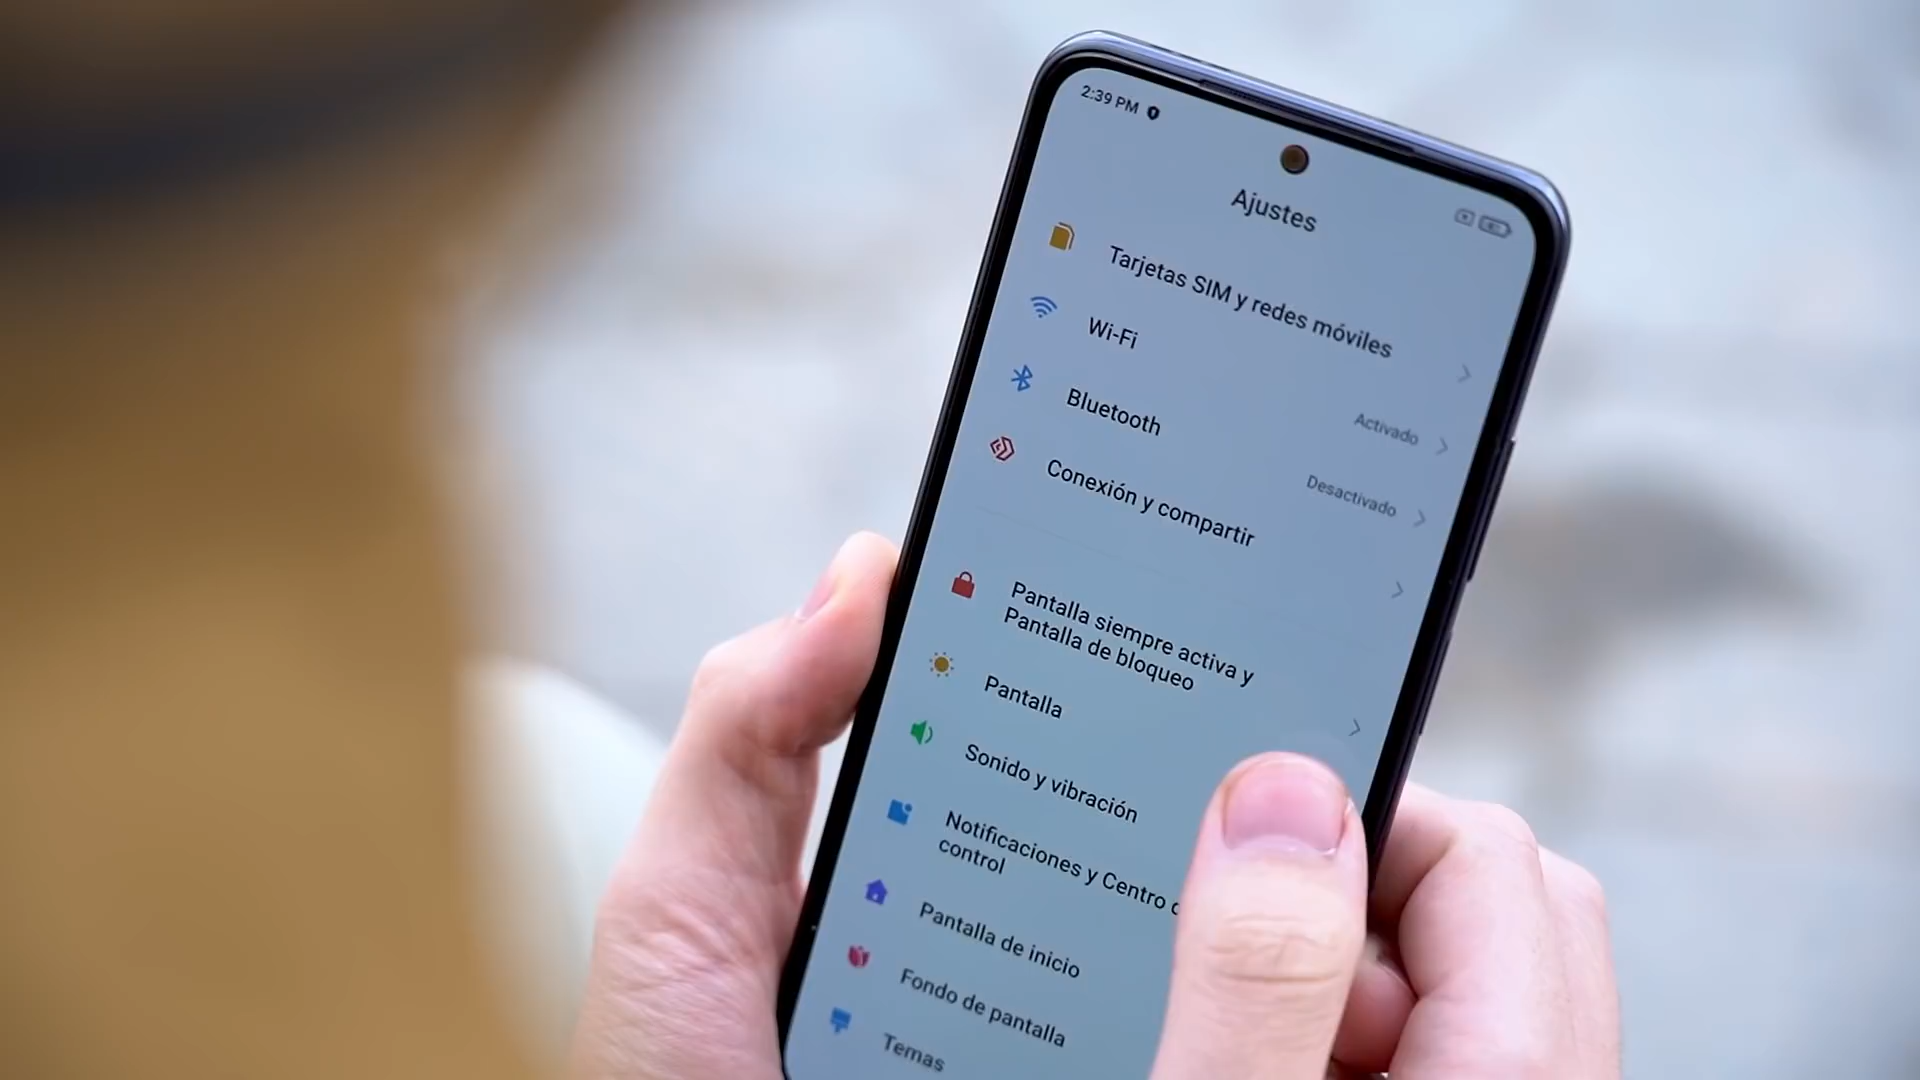 2:39 PM
Ajustes
Tarjetas SIM y redes móviles
Wi-Fi
Activado
Bluetooth
Desactivado
Conexión y compartir
Pantalla siempre activa y
Pantalla de bloqueo
Pantalla
Sonido y vibración
Notificaciones y Centro
control
Pantalla de inicio
Fondo de pantalla
Temas